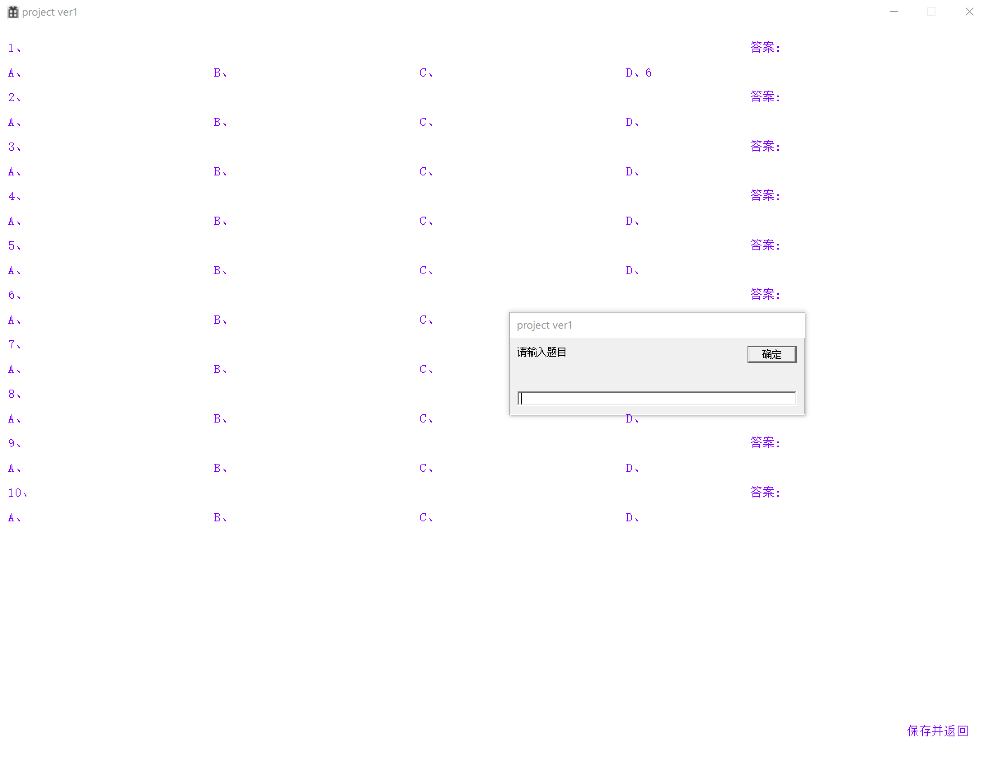 project ver1
1、 答案:
A、 B、 C、 D、6
2、 答案:
A、 B、 C、 D、
3、 答案:
A、 B、 C、 D、
4、 答案:
A、 B、 C、 D、
5、 答案:
A、 B、 C、 D、
6、 答案:
A、 B、 C、
project ver1
7、
请输入题目 确定
A、 B、 C、
8、
A、 B、 C、 D、
9、 答案:
A、 B、 C、 D、
10、 答案:
A、 B、 C、 D、
保存并返回